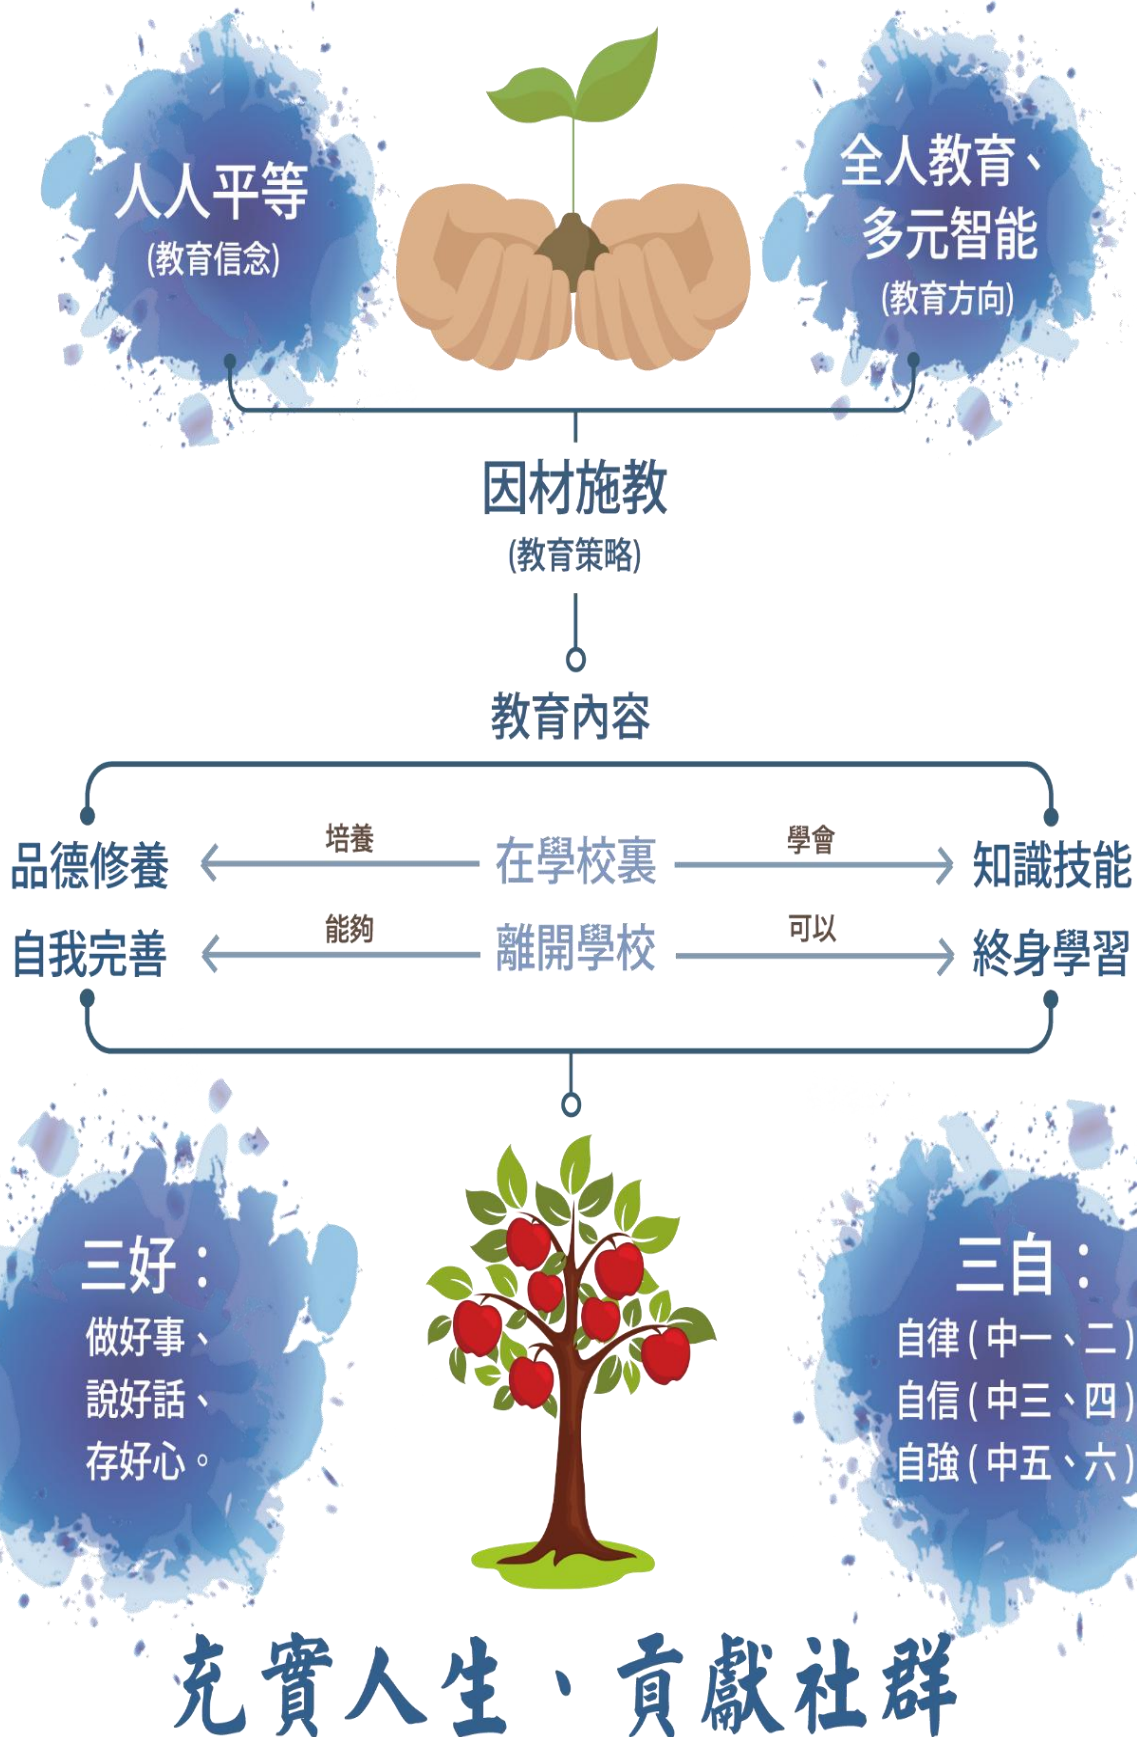 人人平等
(教育信念)
全人教育、
多元智能
(教育方向)
因材施教
(教育策略)
教育內容
品德修養 培養 在學校裏 學會 知識技能
自我完善 能夠 離開學校 可以 終身學習
三好：
做好事、
說好話、
存好心。
三自：
自律(中一、二)
自信(中三、四)
自強(中五、六)
充實人生、貢獻社群